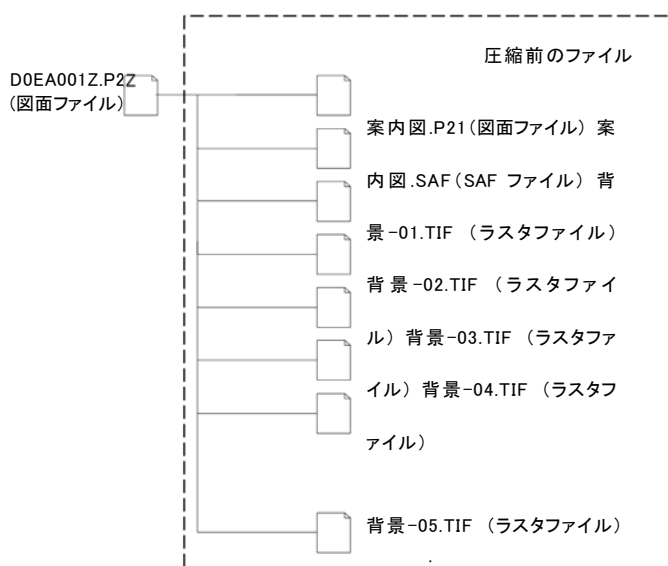 圧縮前のファイル
D0EA001Z.P2Z
(図面ファイル)
案内図.P21(図面ファイル) 案
内図.SAF(SAF ファイル) 背
景-01.TIF (ラスタファイル)
背景-02.TIF (ラスタファイ
ル) 背景-03.TIF (ラスタファ
イル) 背景-04.TIF (ラスタフ
ァイル)
背景-05.TIF (ラスタファイル)